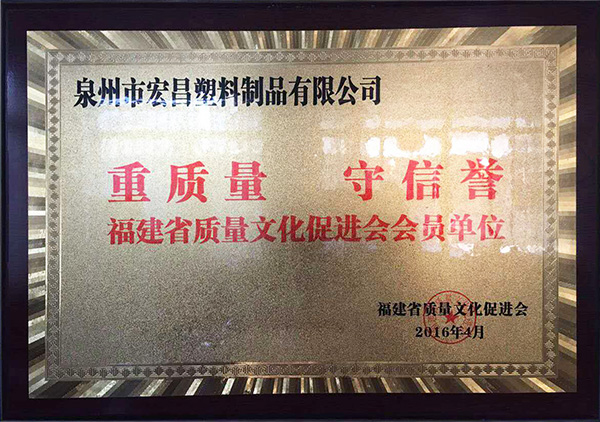 泉州市宏昌塑料制品有限公司
重质量 守信誉
福建省质量文化促进会会员单位
福建省质量文化促进会
2016年4月